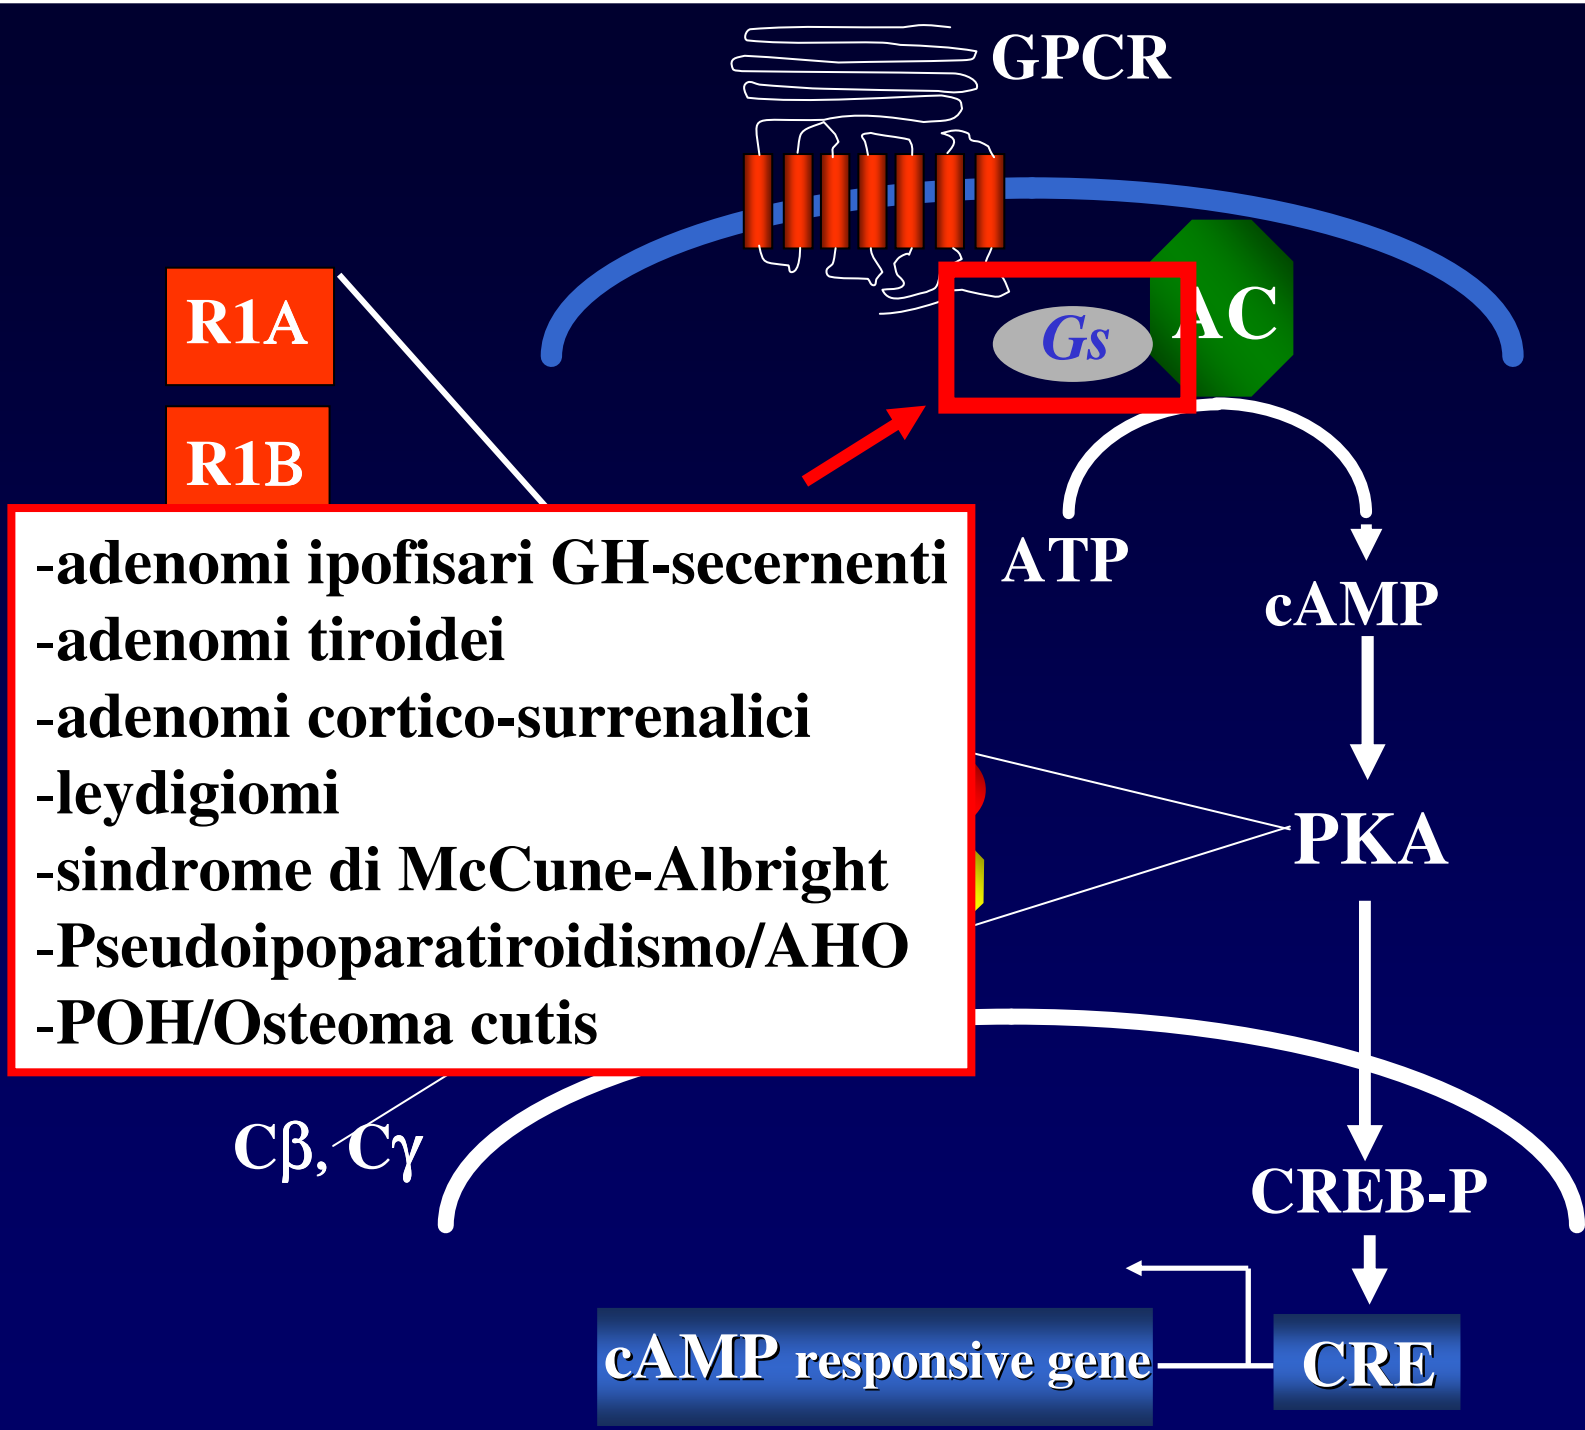 GPCR
R1A
Gs
AC
R1B
-adenomi ipofisari GH-secernenti
-adenomi tiroidei
-adenomi cortico-surrenalici
-leydigiomi
-sindrome di McCune-Albright
-Pseudoipoparatiroidismo/AHO
-POH/Osteoma cutis
ATP
cAMP
PKA
Cβ, Cγ
CREB-P
cAMP responsive gene
CRE